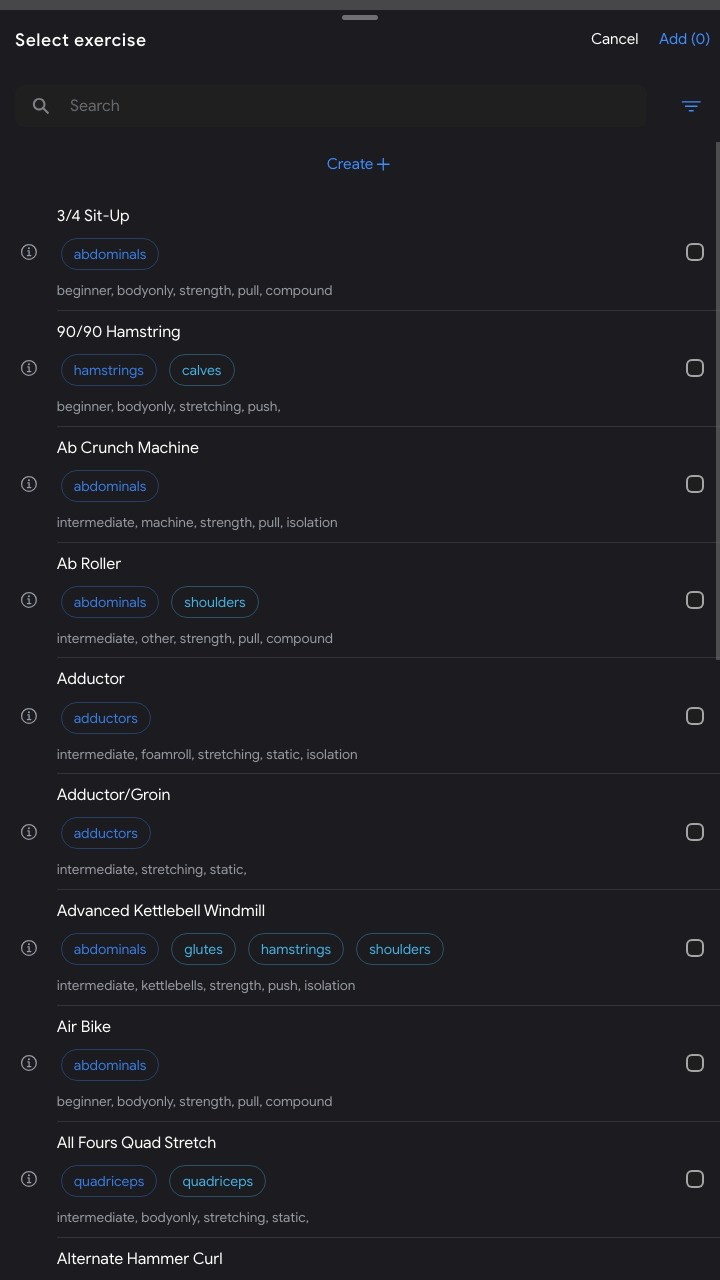 Select exercise Cancel Add (0)
Search
Create +
3/4 Sit-Up
abdominals
beginner, bodyonly, strength, pull, compound
90/90 Hamstring
hamstrings calves
beginner, bodyonly, stretching, push,
Ab Crunch Machine
abdominals
intermediate, machine, strength, pull, isolation
Ab Roller
abdominals shoulders
intermediate, other, strength, pull, compound
Adductor
adductors
intermediate, foamroll, stretching, static, isolation
Adductor/Groin
adductors
intermediate, stretching, static,
Advanced Kettlebell Windmill
abdominals glutes hamstrings shoulders
intermediate, kettlebells, strength, push, isolation
Air Bike
abdominals
beginner, bodyonly, strength, pull, compound
All Fours Quad Stretch
quadriceps quadriceps
intermediate, bodyonly, stretching, static,
Alternate Hammer Curl